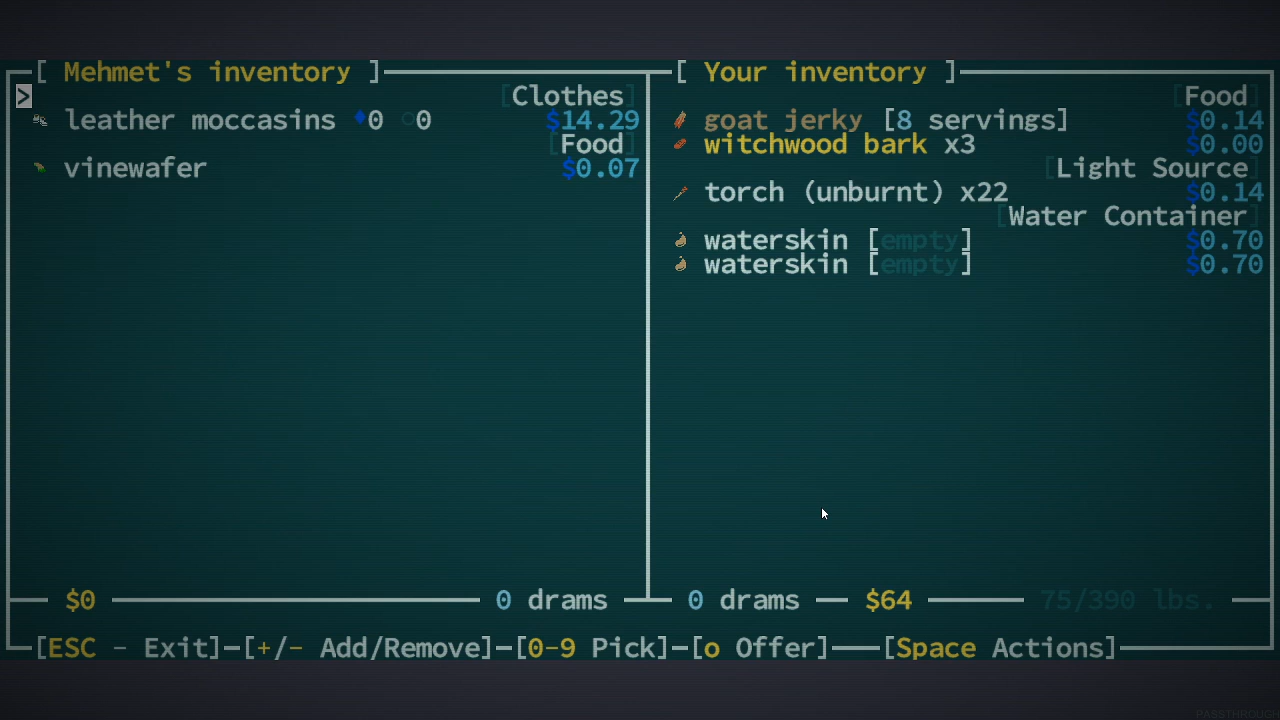 [ Mehmet's inventory ]
> [Clothes]
leather moccasins ♦0 ○0 $14.29
[Food]
vinewafer $0.07
$0 0 drams
[ Your inventory ]
[Food]
goat jerky [8 servings] $0.14
witchwood bark x3 $0.00
[Light Source]
torch (unburnt) x22 $0.14
[Water Container]
waterskin [empty] $0.70
waterskin [empty] $0.70
0 drams $64 75/390 lbs.
[ESC - Exit] [+/- Add/Remove] [0-9 Pick] [o Offer] [Space Actions]